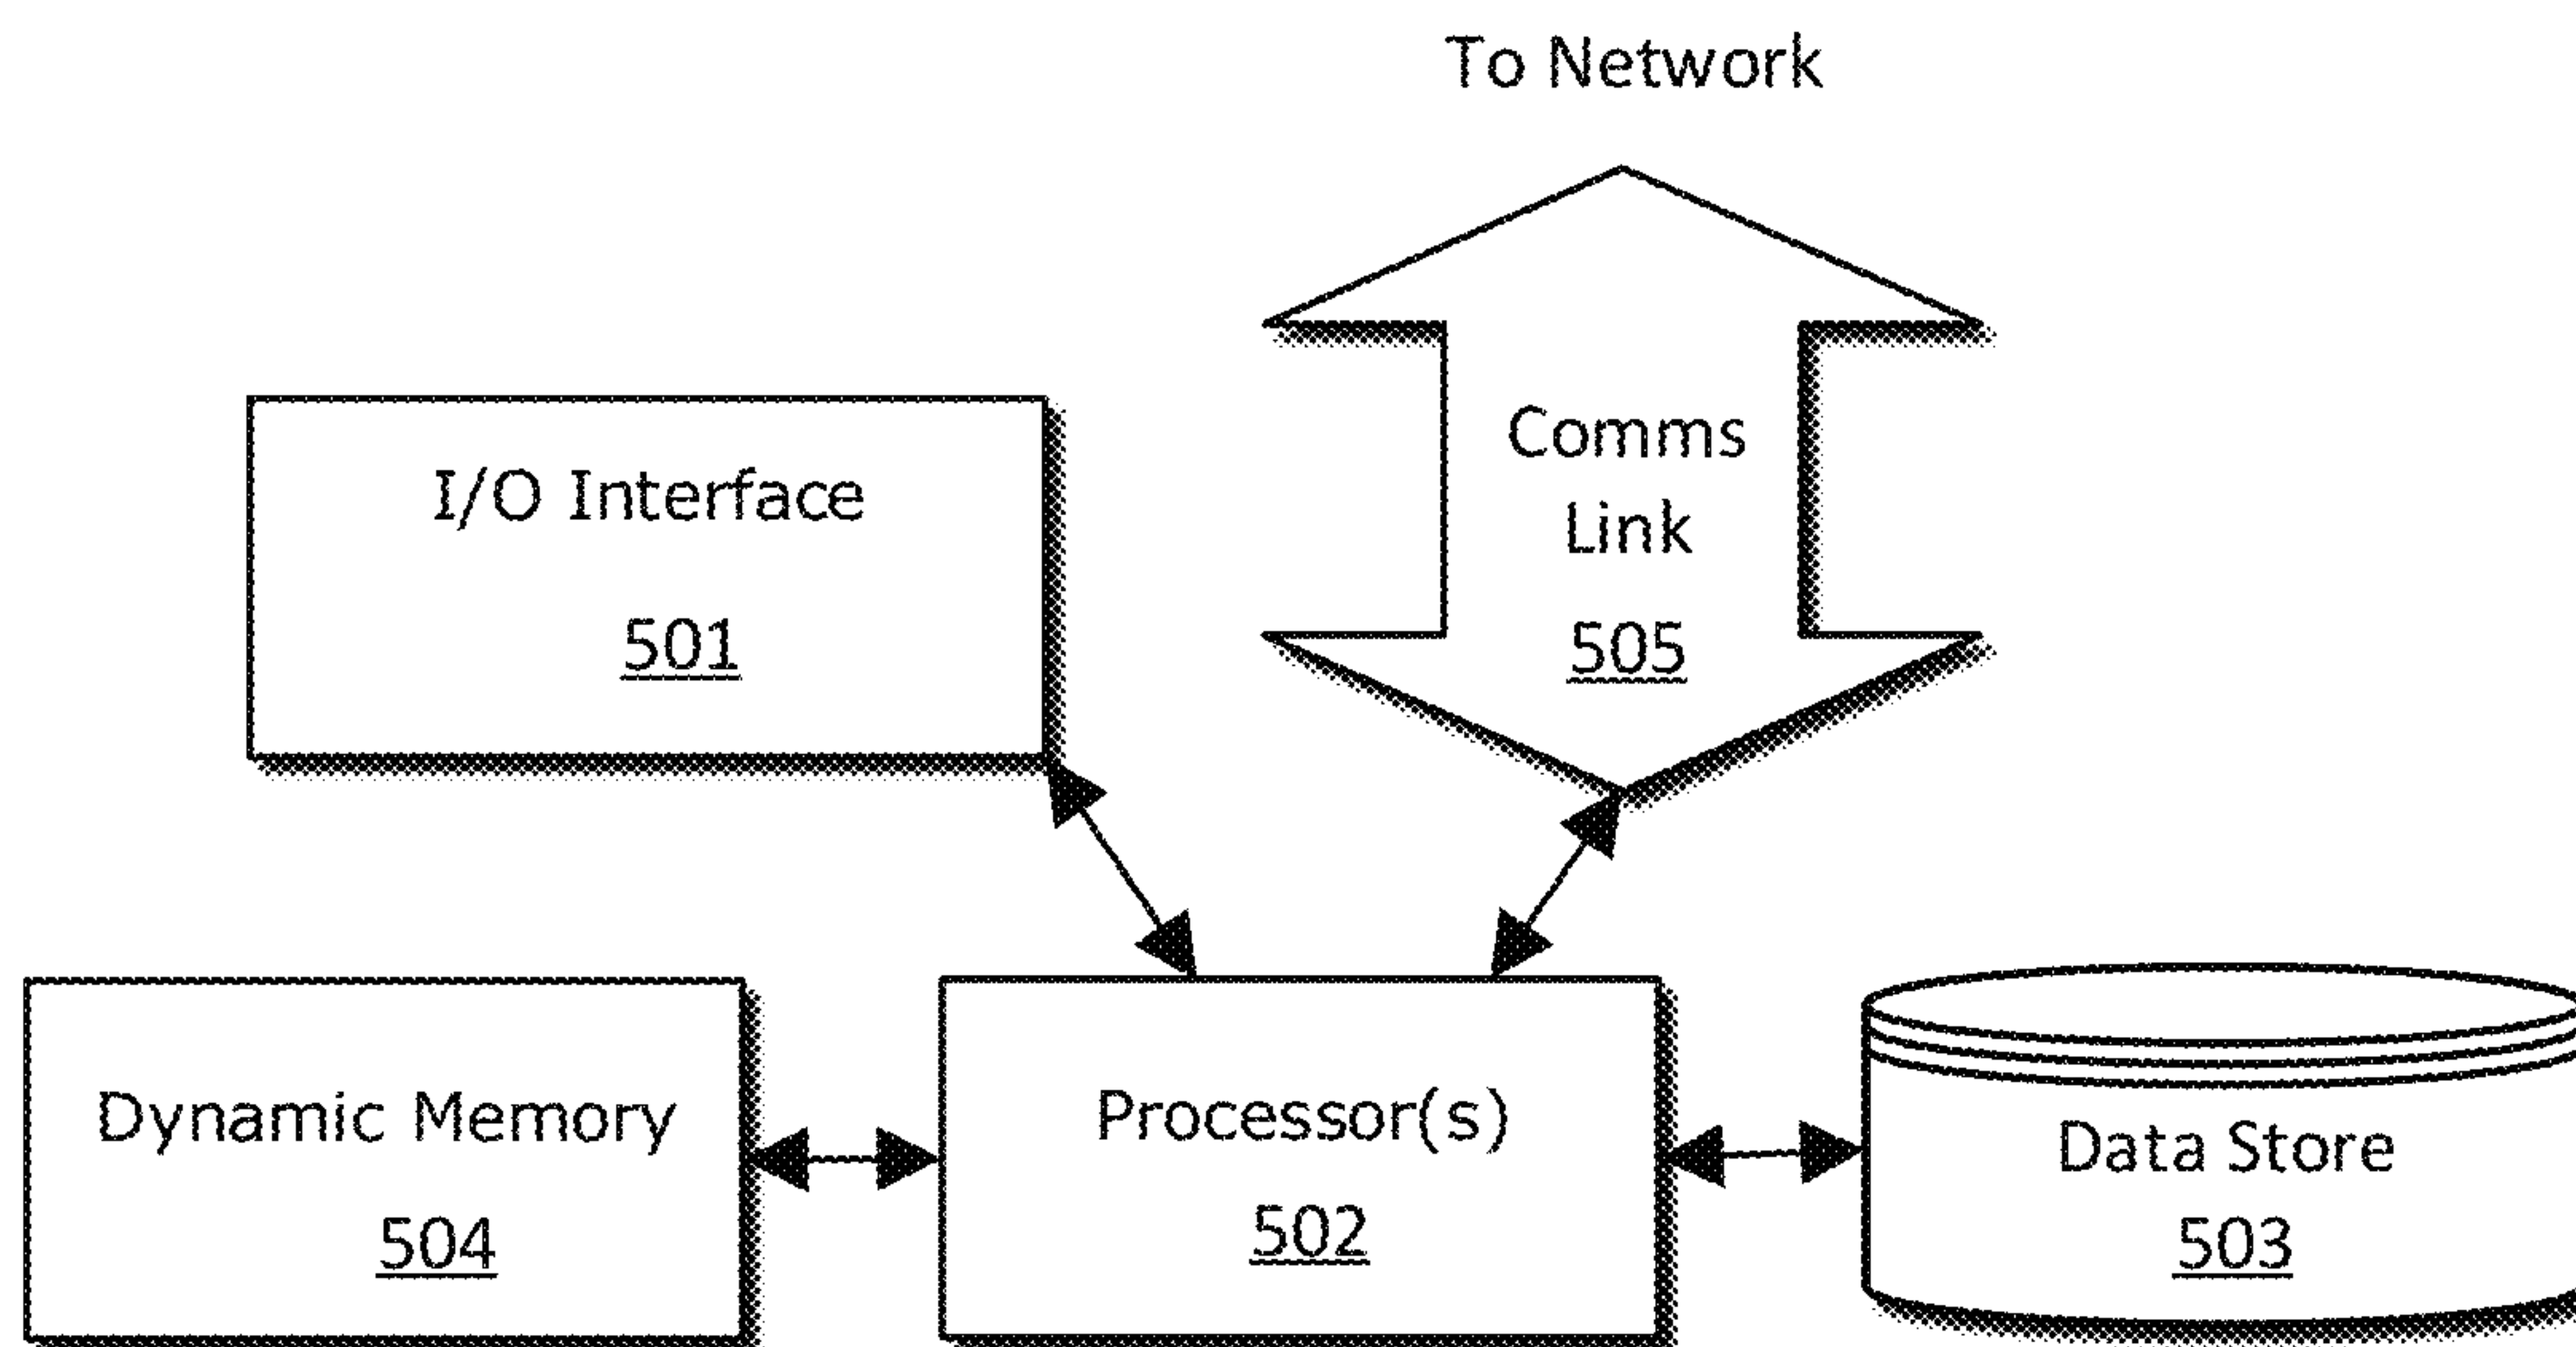 To Network
I/O Interface
501
Comms
Link
505
Dynamic Memory
504
Processor(s)
502
Data Store
503